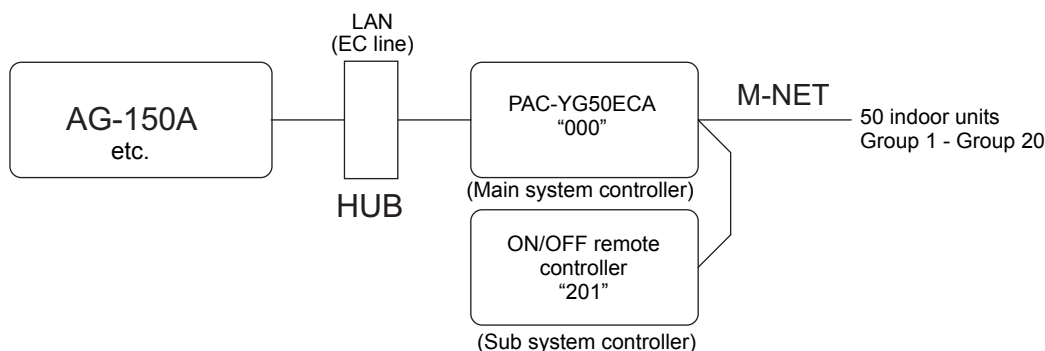 LAN
(EC line)
AG-150A
etc.
HUB
PAC-YG50ECA
“000”
(Main system controller)
M-NET
50 indoor units
Group 1 - Group 20
ON/OFF remote
controller
“201”
(Sub system controller)